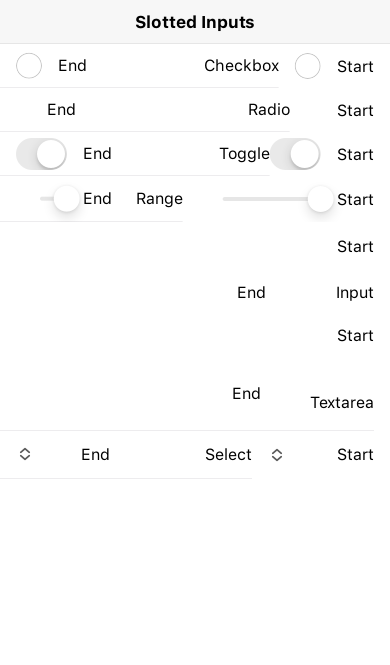 Slotted Inputs
End Checkbox Start
End Radio Start
End Toggle Start
End Range Start
Start
End Input
Start
End
Textarea
End Select Start